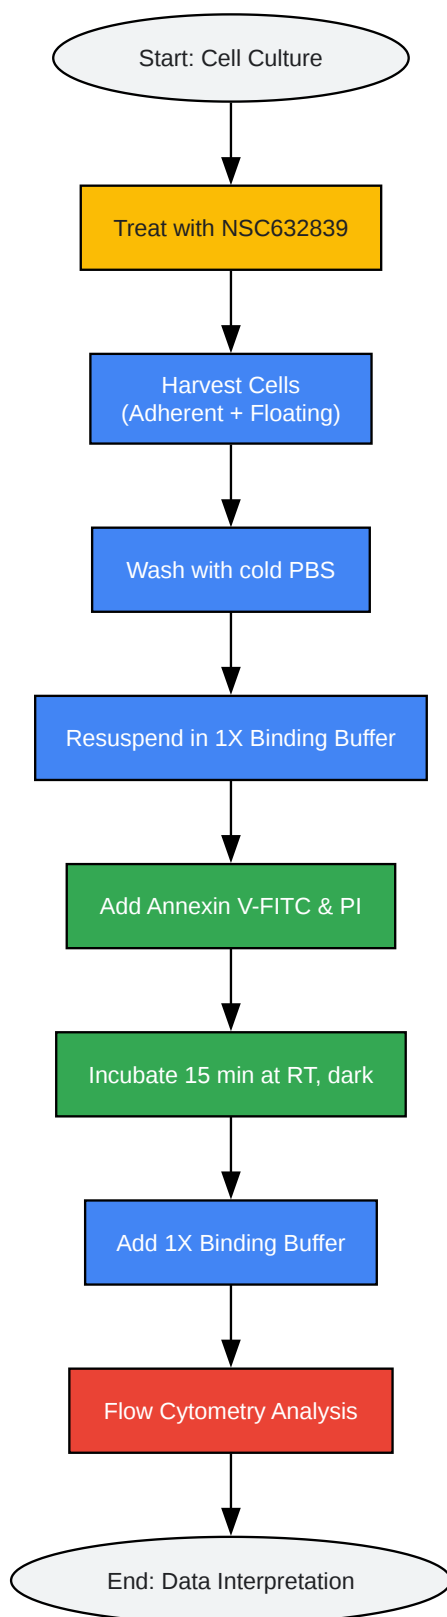 Start: Cell Culture
Treat with NSC632839
Harvest Cells
(Adherent + Floating)
Wash with cold PBS
Resuspend in 1X Binding Buffer
Add Annexin V-FITC & PI
Incubate 15 min at RT, dark
Add 1X Binding Buffer
Flow Cytometry Analysis
End: Data Interpretation